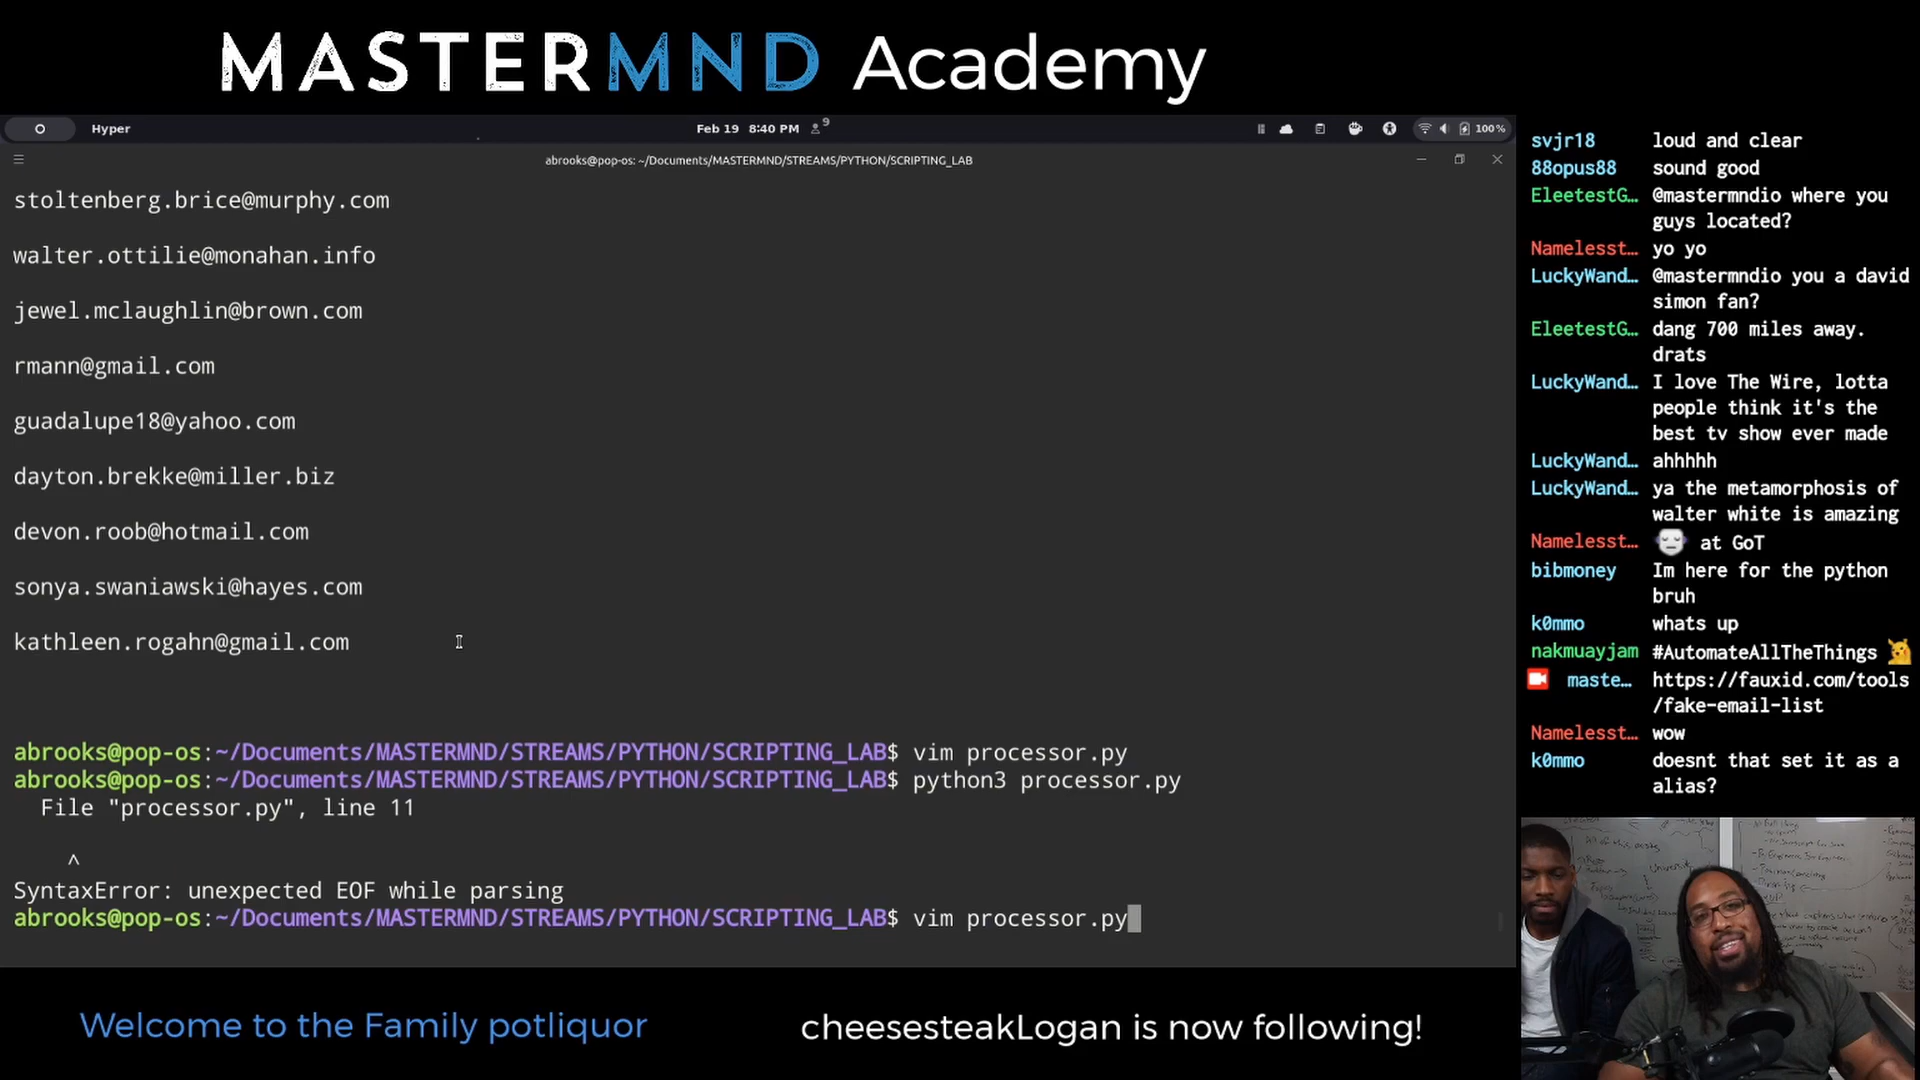 MASTERMND Academy
Hyper
Feb 19 8:40 PM
9
100%
abrooks@pop-os: ~/Documents/MASTERMND/STREAMS/PYTHON/SCRIPTING_LAB
stoltenberg.brice@murphy.com
walter.ottilie@monahan.info
jewel.mclaughlin@brown.com
rmann@gmail.com
guadalupe18@yahoo.com
dayton.brekke@miller.biz
devon.roob@hotmail.com
sonya.swaniawski@hayes.com
kathleen.rogahn@gmail.com
abrooks@pop-os:~/Documents/MASTERMND/STREAMS/PYTHON/SCRIPTING_LAB$ vim processor.py
abrooks@pop-os:~/Documents/MASTERMND/STREAMS/PYTHON/SCRIPTING_LAB$ python3 processor.py
File "processor.py", line 11
^
SyntaxError: unexpected EOF while parsing
abrooks@pop-os:~/Documents/MASTERMND/STREAMS/PYTHON/SCRIPTING_LAB$ vim processor.py
svjr18 loud and clear
88opus88 sound good
EleetestG… @mastermndio where you
guys located?
Namelesst… yo yo
LuckyWand… @mastermndio you a david
simon fan?
EleetestG… dang 700 miles away.
drats
LuckyWand… I love The Wire, lotta
people think it's the
best tv show ever made
LuckyWand… ahhhhh
LuckyWand… ya the metamorphosis of
walter white is amazing
Namelesst… at GoT
bibmoney Im here for the python
bruh
k0mmo whats up
nakmuayjam #AutomateAllTheThings
maste… https://fauxid.com/tools
/fake-email-list
Namelesst… wow
k0mmo doesnt that set it as a
alias?
Welcome to the Family potliquor
cheesesteakLogan is now following!